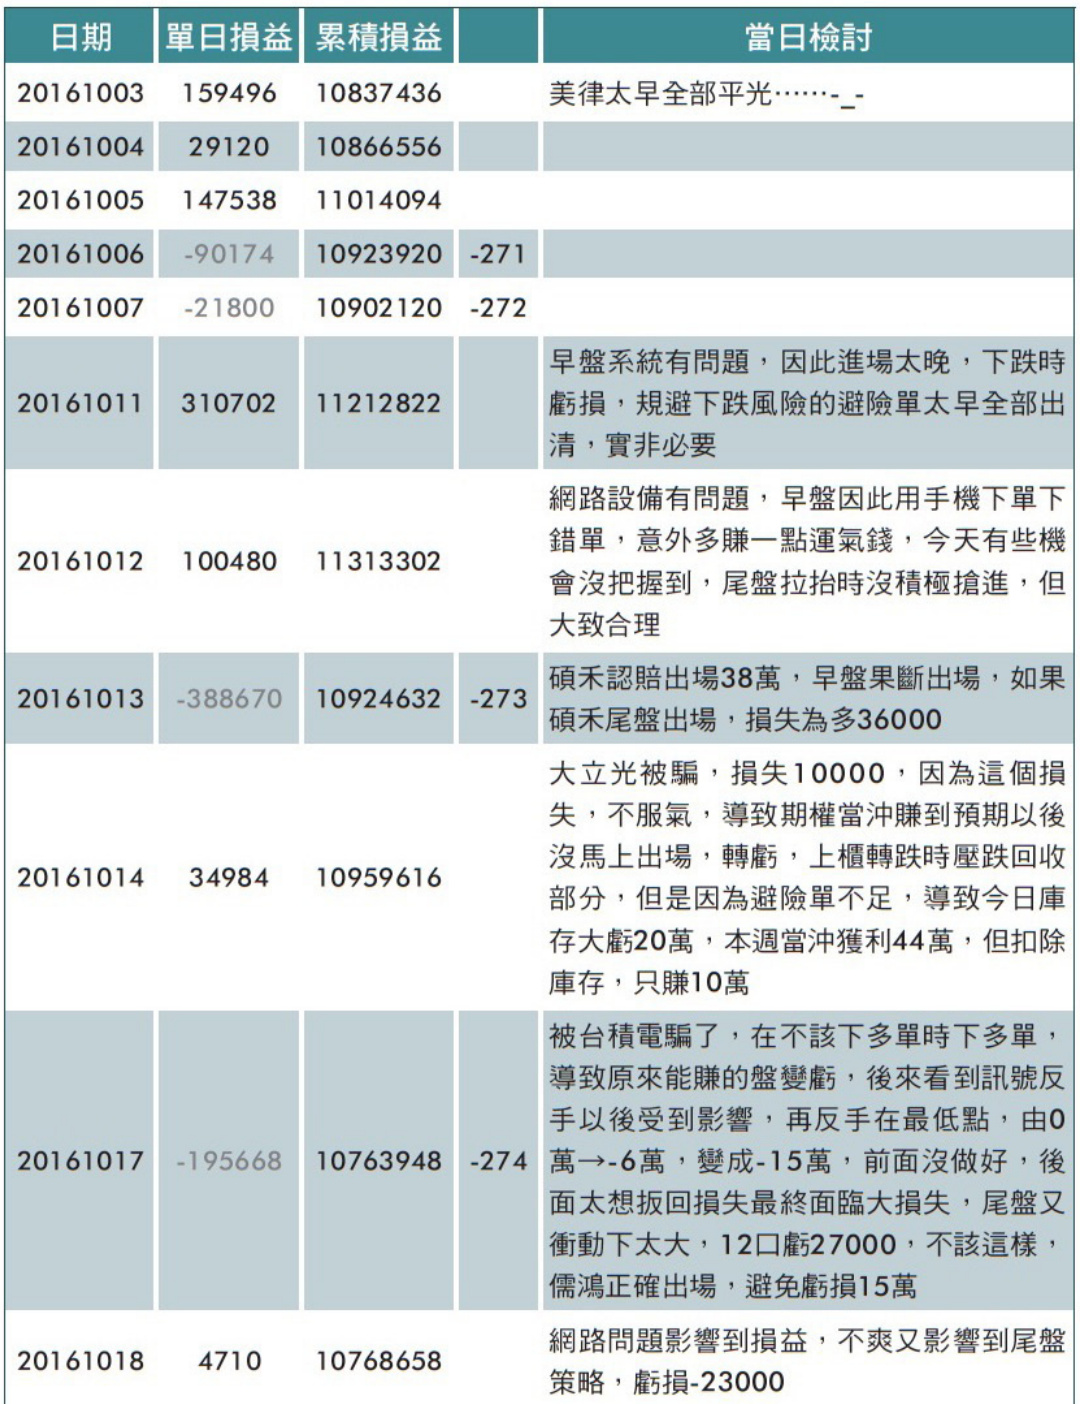 日期 單日損益 累積損益 當日檢討
20161003 159496 10837436 美律太早全部平光⋯⋯-_-
20161004 29120 10866556
20161005 147538 11014094
20161006 -90174 10923920 -271
20161007 -21800 10902120 -272
早盤系統有問題，因此進場太晚，下跌時
20161011 310702 11212822 虧損，規避下跌風險的避險單太早全部出
清，實非必要
網路設備有問題，早盤因此用手機下單下
20161012 100480 11313302 錯單，意外多賺一點運氣錢，今天有些機
會沒把握到，尾盤拉抬時沒積極搶進，但
大致合理
20161013 -388670 10924632 -273 碩禾認賠出場38萬，早盤果斷出場，如果
碩禾尾盤出場，損失為多36000
大立光被騙，損失10000，因為這個損
失，不服氣，導致期權當沖賺到預期以後
沒馬上出場，轉虧，上櫃轉跌時壓跌回收
20161014 34984 10959616 部分，但是因為避險單不足，導致今日庫
存大虧20萬，本週當沖獲利44萬，但扣除
庫存，只賺10萬
被台積電騙了，在不該下多單時下多單，
導致原來能賺的盤變虧，後來看到訊號反
手以後受到影響，再反手在最低點，由0
20161017 -195668 10763948 -274 萬→-6萬，變成-15萬，前面沒做好，後
面太想扳回損失最終面臨大損失，尾盤又
衝動下太大，12口虧27000，不該這樣，
儒鴻正確出場，避免虧損15萬
20161018 4710 10768658 網路問題影響到損益，不爽又影響到尾盤
策略，虧損-23000